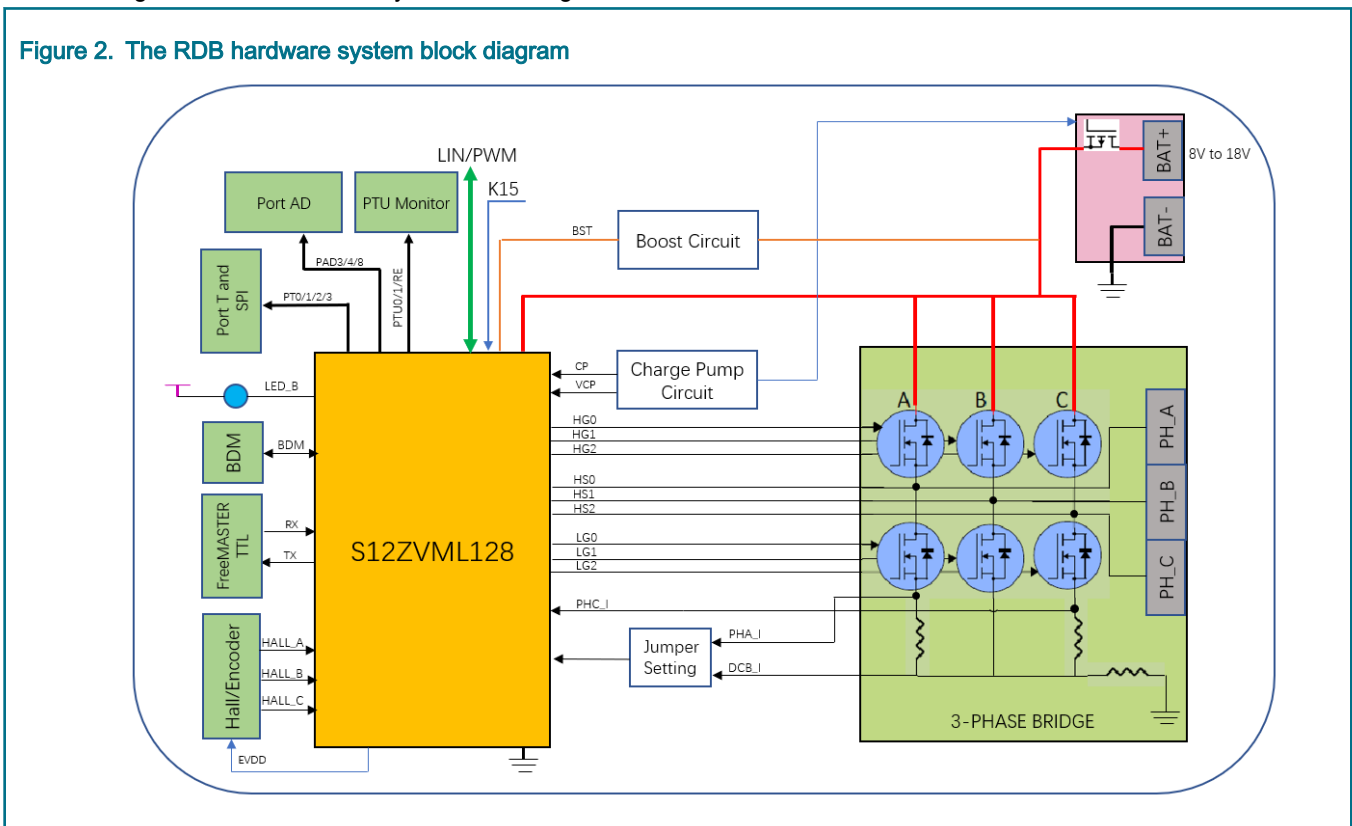 Figure 2. The RDB hardware system block diagram
LIN/PWM
K15
Port AD
PTU Monitor
BAT+
8V to 18V
BAT-
BST
Boost Circuit
PAD3/4/8
PTU0/1/RE
Port T and
SPI
PT0/1/2/3
CP
VCP
Charge Pump
Circuit
LED_B
A
B
C
PH_A
PH_B
PH_C
HG0
HG1
HG2
BDM
BDM
HS0
HS1
HS2
FreeMASTER
TTL
RX
TX
S12ZVML128
LG0
LG1
LG2
PHC_I
Jumper
Setting
PHA_I
DCB_I
Hall/Encoder
HALL_A
HALL_B
HALL_C
3-PHASE BRIDGE
EVDD